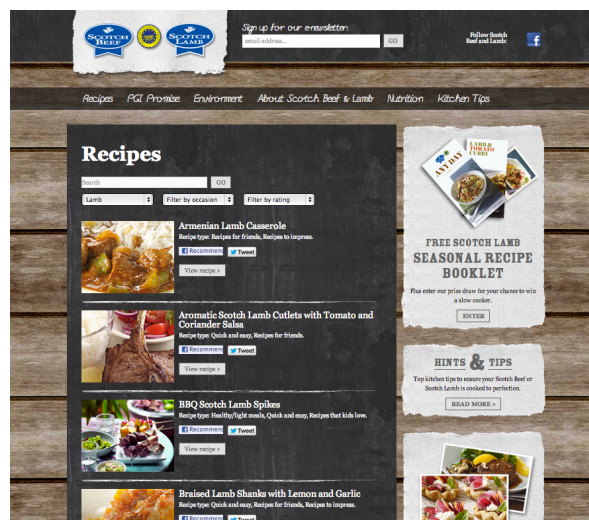 SCOTCH BEEF
SCOTCH LAMB
Sign up for our e-newsletter:
email address...
GO
Follow Scotch
Beef and Lamb:
f
Recipes
PGI Promise
Environment
About Scotch Beef & Lamb
Nutrition
Kitchen Tips
Recipes
Search
GO
Lamb
Filter by occasion
Filter by rating
Armenian Lamb Casserole
Recipe type: Recipes for friends, Recipes to impress.
Recommend
Tweet
View recipe >
Aromatic Scotch Lamb Cutlets with Tomato and
Coriander Salsa
Recipe type: Quick and easy, Recipes for friends.
Recommend
Tweet
View recipe >
BBQ Scotch Lamb Spikes
Recipe type: Healthy/light meals, Quick and easy, Recipes that kids love.
Recommend
Tweet
View recipe >
Braised Lamb Shanks with Lemon and Garlic
Recipe type: Quick and easy, Recipes for friends, Recipes to impress.
Recommend
Tweet
ANY DAY
LAMB &
TOMATO
CURRY
FREE SCOTCH LAMB
SEASONAL RECIPE
BOOKLET
Plus enter our prize draw for your chance to win
a slow cooker.
ENTER
HINTS & TIPS
Top kitchen tips to ensure your Scotch Beef or
Scotch Lamb is cooked to perfection.
READ MORE >